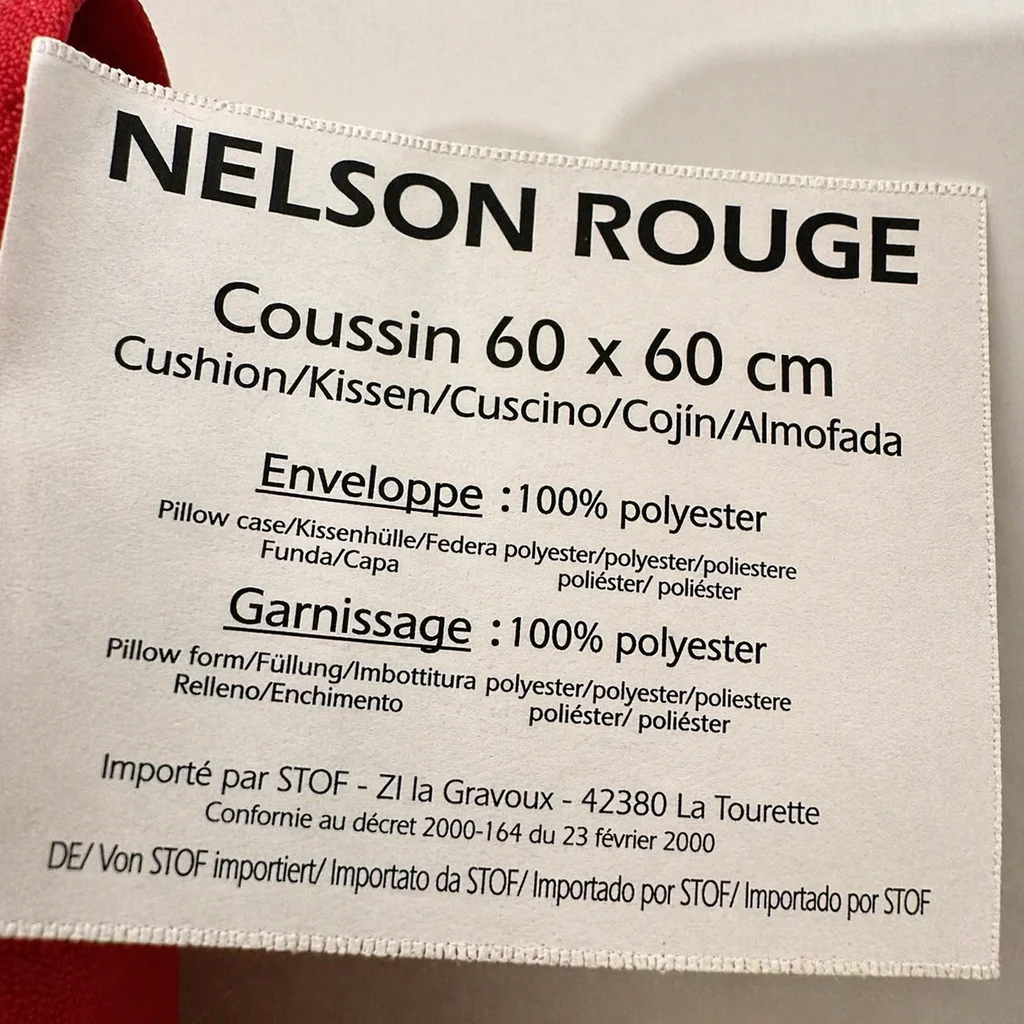 NELSON ROUGE
Coussin 60 x 60 cm
Cushion/Kissen/Cuscino/Cojín/Almofada
Enveloppe :100% polyester
Pillow case/Kissenhülle/Federa polyester/polyester/poliestere
Funda/Capa poliéster/ poliéster
Garnissage :100% polyester
Pillow form/Füllung/Imbottitura polyester/polyester/poliestere
Relleno/Enchimento poliéster/ poliéster
Importé par STOF - ZI la Gravoux - 42380 La Tourette
Confornie au décret 2000-164 du 23 février 2000
DE/ Von STOF importiert/ Importato da STOF/ Importado por STOF/ Importado por STOF